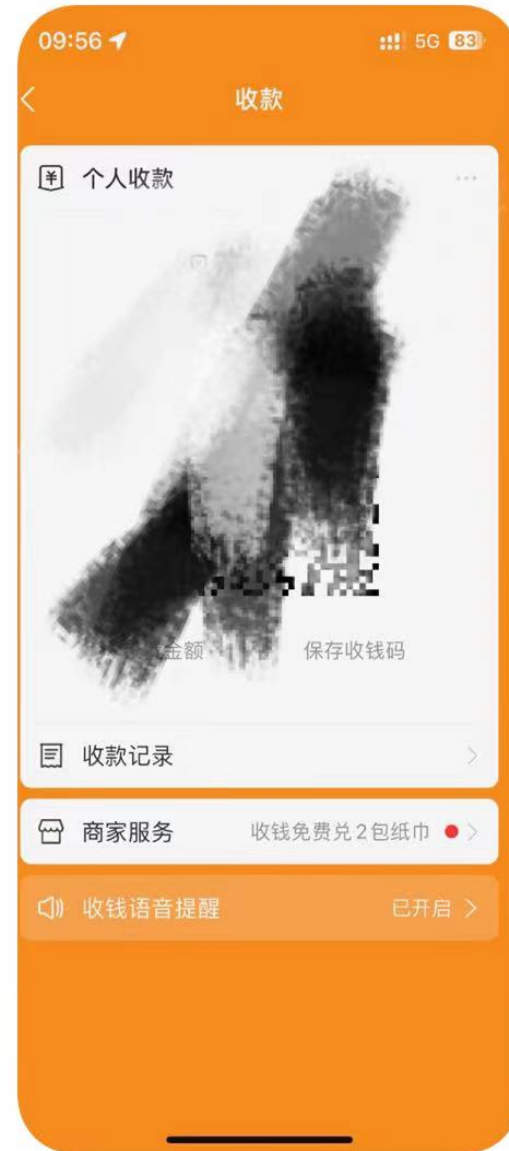 09:56 5G 83
收款
个人收款
金额 保存收钱码
收款记录
商家服务 收钱免费兑2包纸巾
收钱语音提醒 已开启